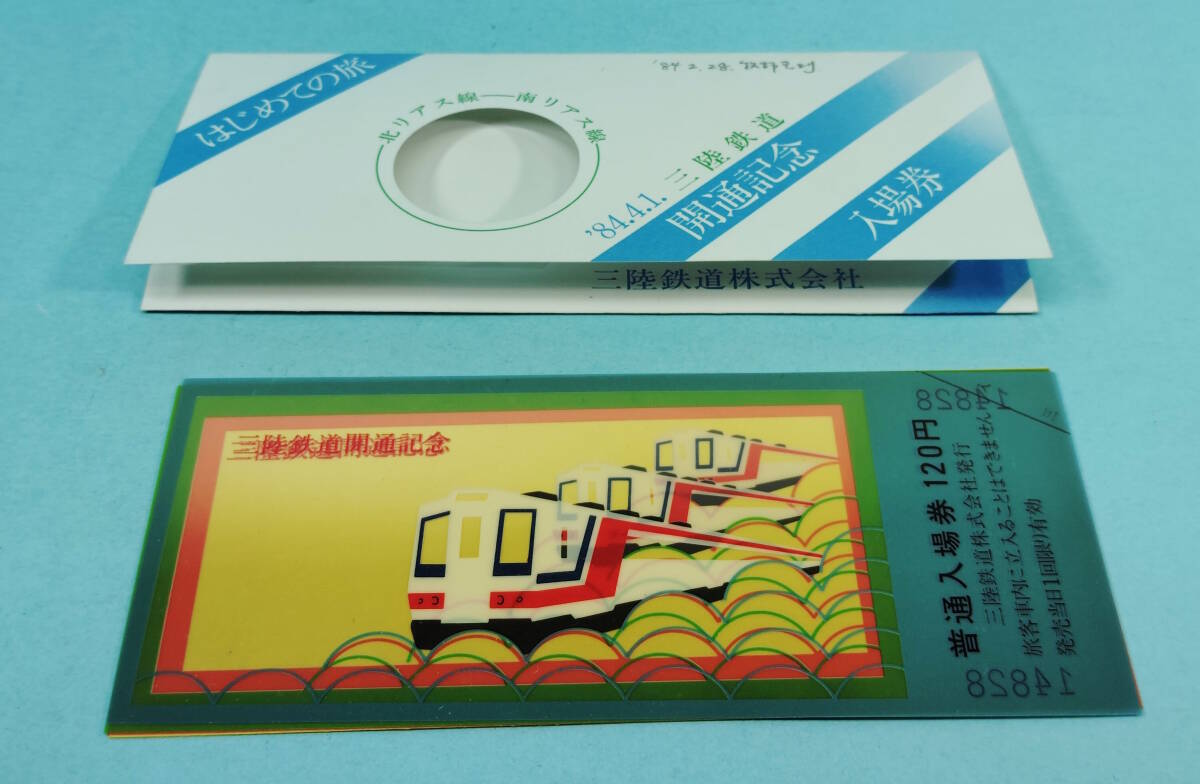 はじめての旅
北リアス線―南リアス線
'84.4.1. 三陸鉄道
開通記念
入場券
三陸鉄道株式会社
三陸鉄道開通記念
普通入場券 120円
三陸鉄道株式会社発行
旅客車内に立入ることはできません
発売当日1回限り有効